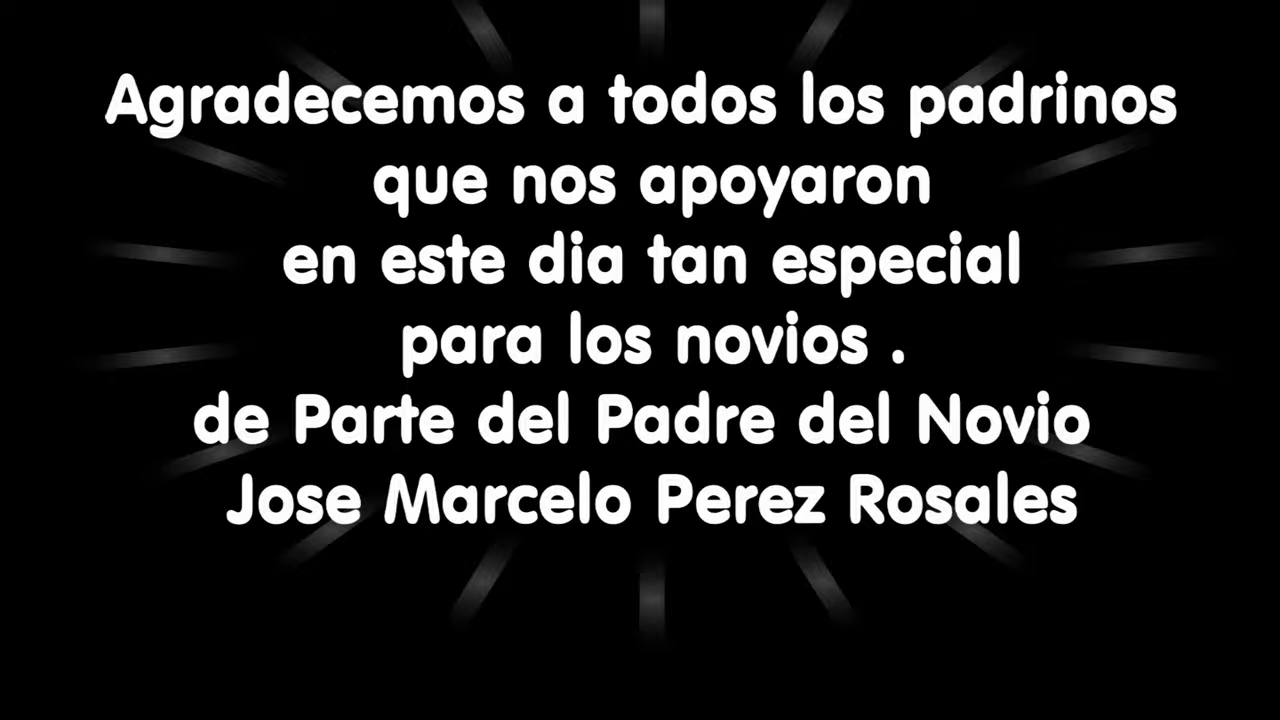 Agradecemos a todos los padrinos
que nos apoyaron
en este dia tan especial
para los novios .
de Parte del Padre del Novio
Jose Marcelo Perez Rosales